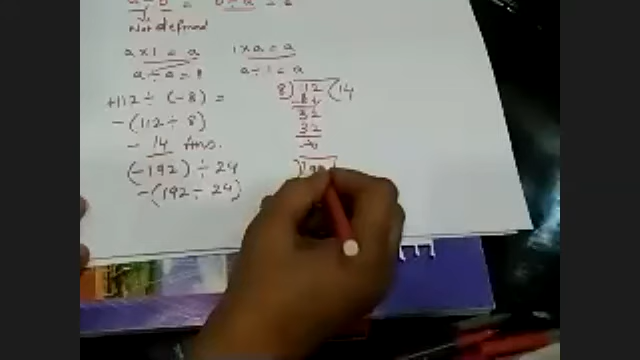 Not defined
a × 1 = a
1 × a = a
a ÷ a = 1
a ÷ 1 = a
+112 ÷ (-8) =
8) 112 (14
8↓
32
32
-(112 ÷ 8)
- 14 Ans.
(-192) ÷ 24
-(192 ÷ 24)